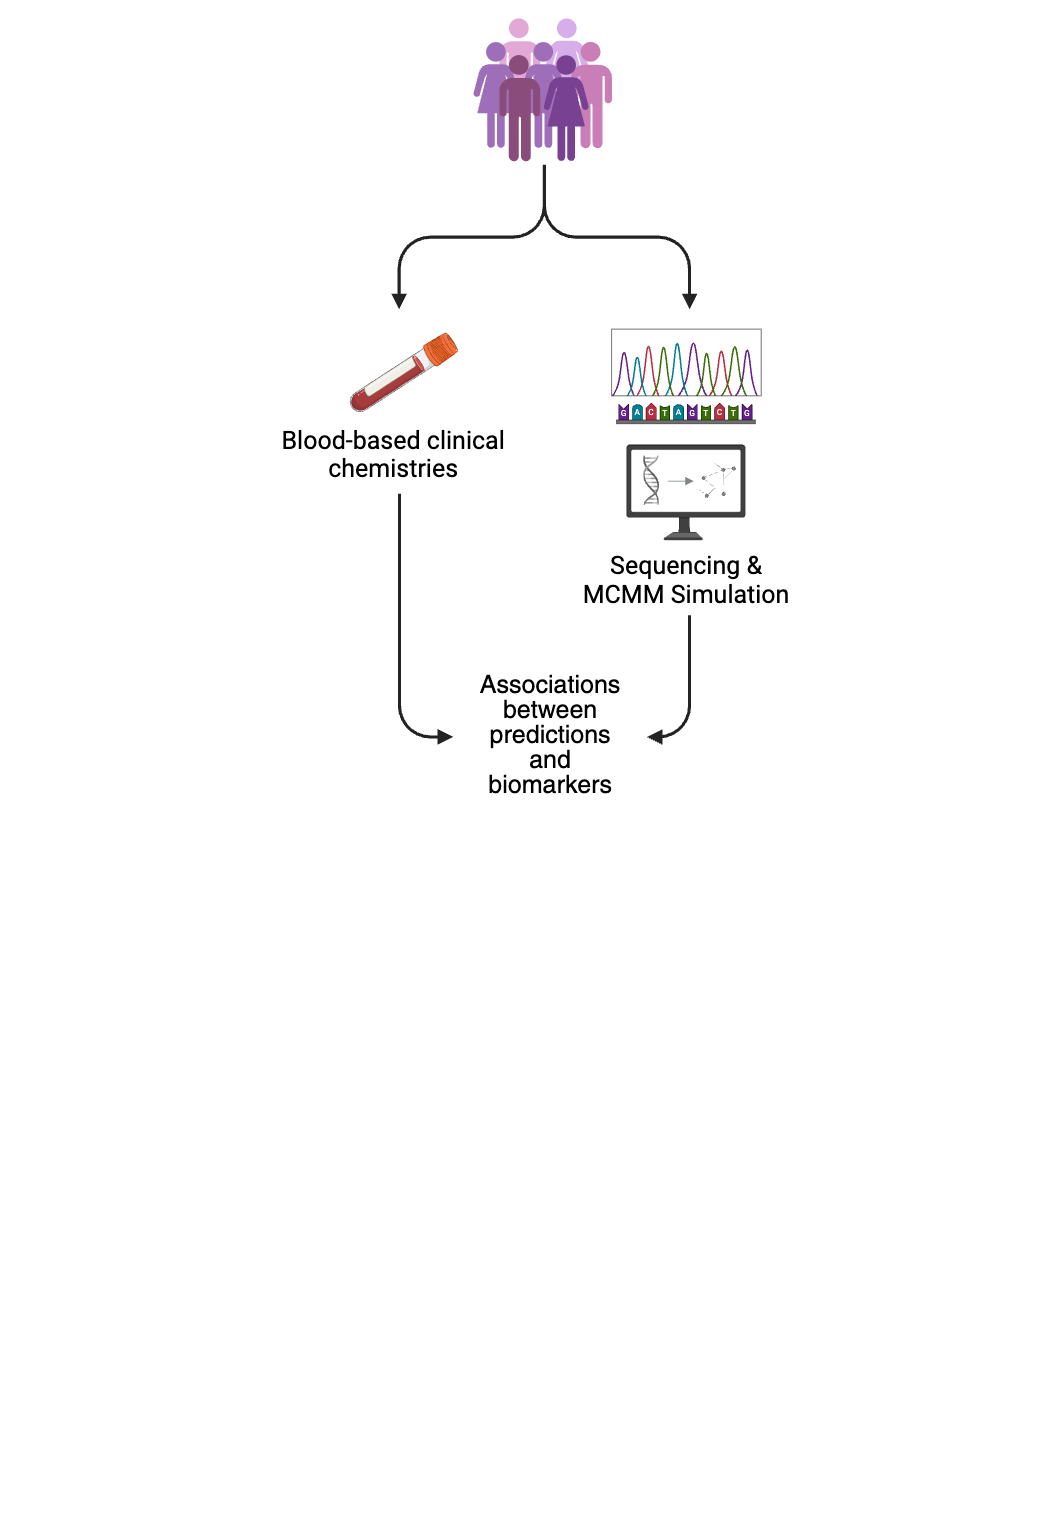 Blood-based clinical
chemistries
G A C T A G T C T G
Sequencing &
MCMM Simulation
Associations
between
predictions
and
biomarkers